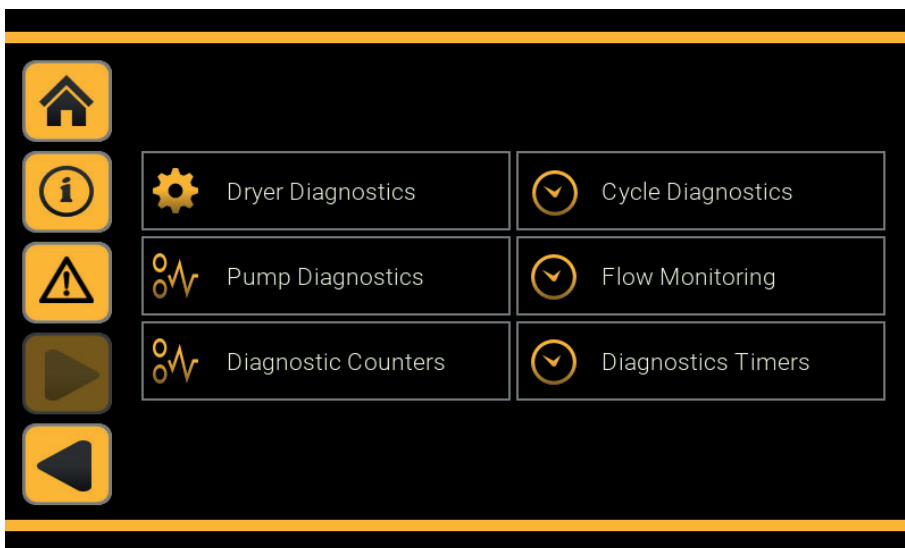 Dryer Diagnostics
Cycle Diagnostics
Pump Diagnostics
Flow Monitoring
Diagnostic Counters
Diagnostics Timers